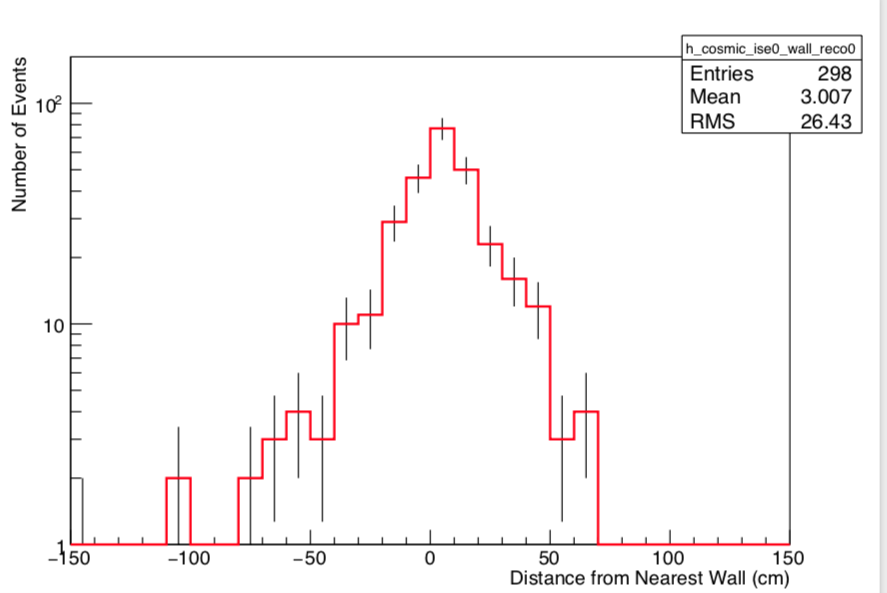 h_cosmic_ise0_wall_reco0
Entries 298
Mean 3.007
RMS 26.43
Number of Events
10²
10
1
−150 −100 −50 0 50 100 150
Distance from Nearest Wall (cm)